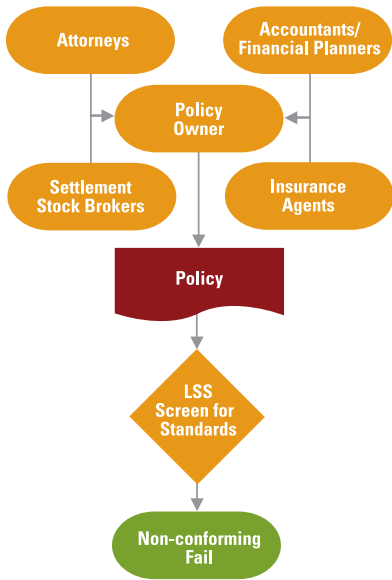 Attorneys
Accountants/
Financial Planners
Policy
Owner
Settlement
Stock Brokers
Insurance
Agents
Policy
LSS
Screen for
Standards
Non-conforming
Fail